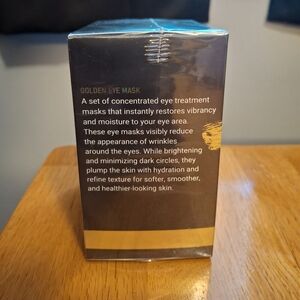 GOLDEN EYE MASK
A set of concentrated eye treatment
masks that instantly restores vibrancy
and moisture to your eye area.
These eye masks visibly reduce
the appearance of wrinkles
around the eyes. While brightening
and minimizing dark circles, they
plump the skin with hydration and
refine texture for softer, smoother,
and healthier-looking skin.